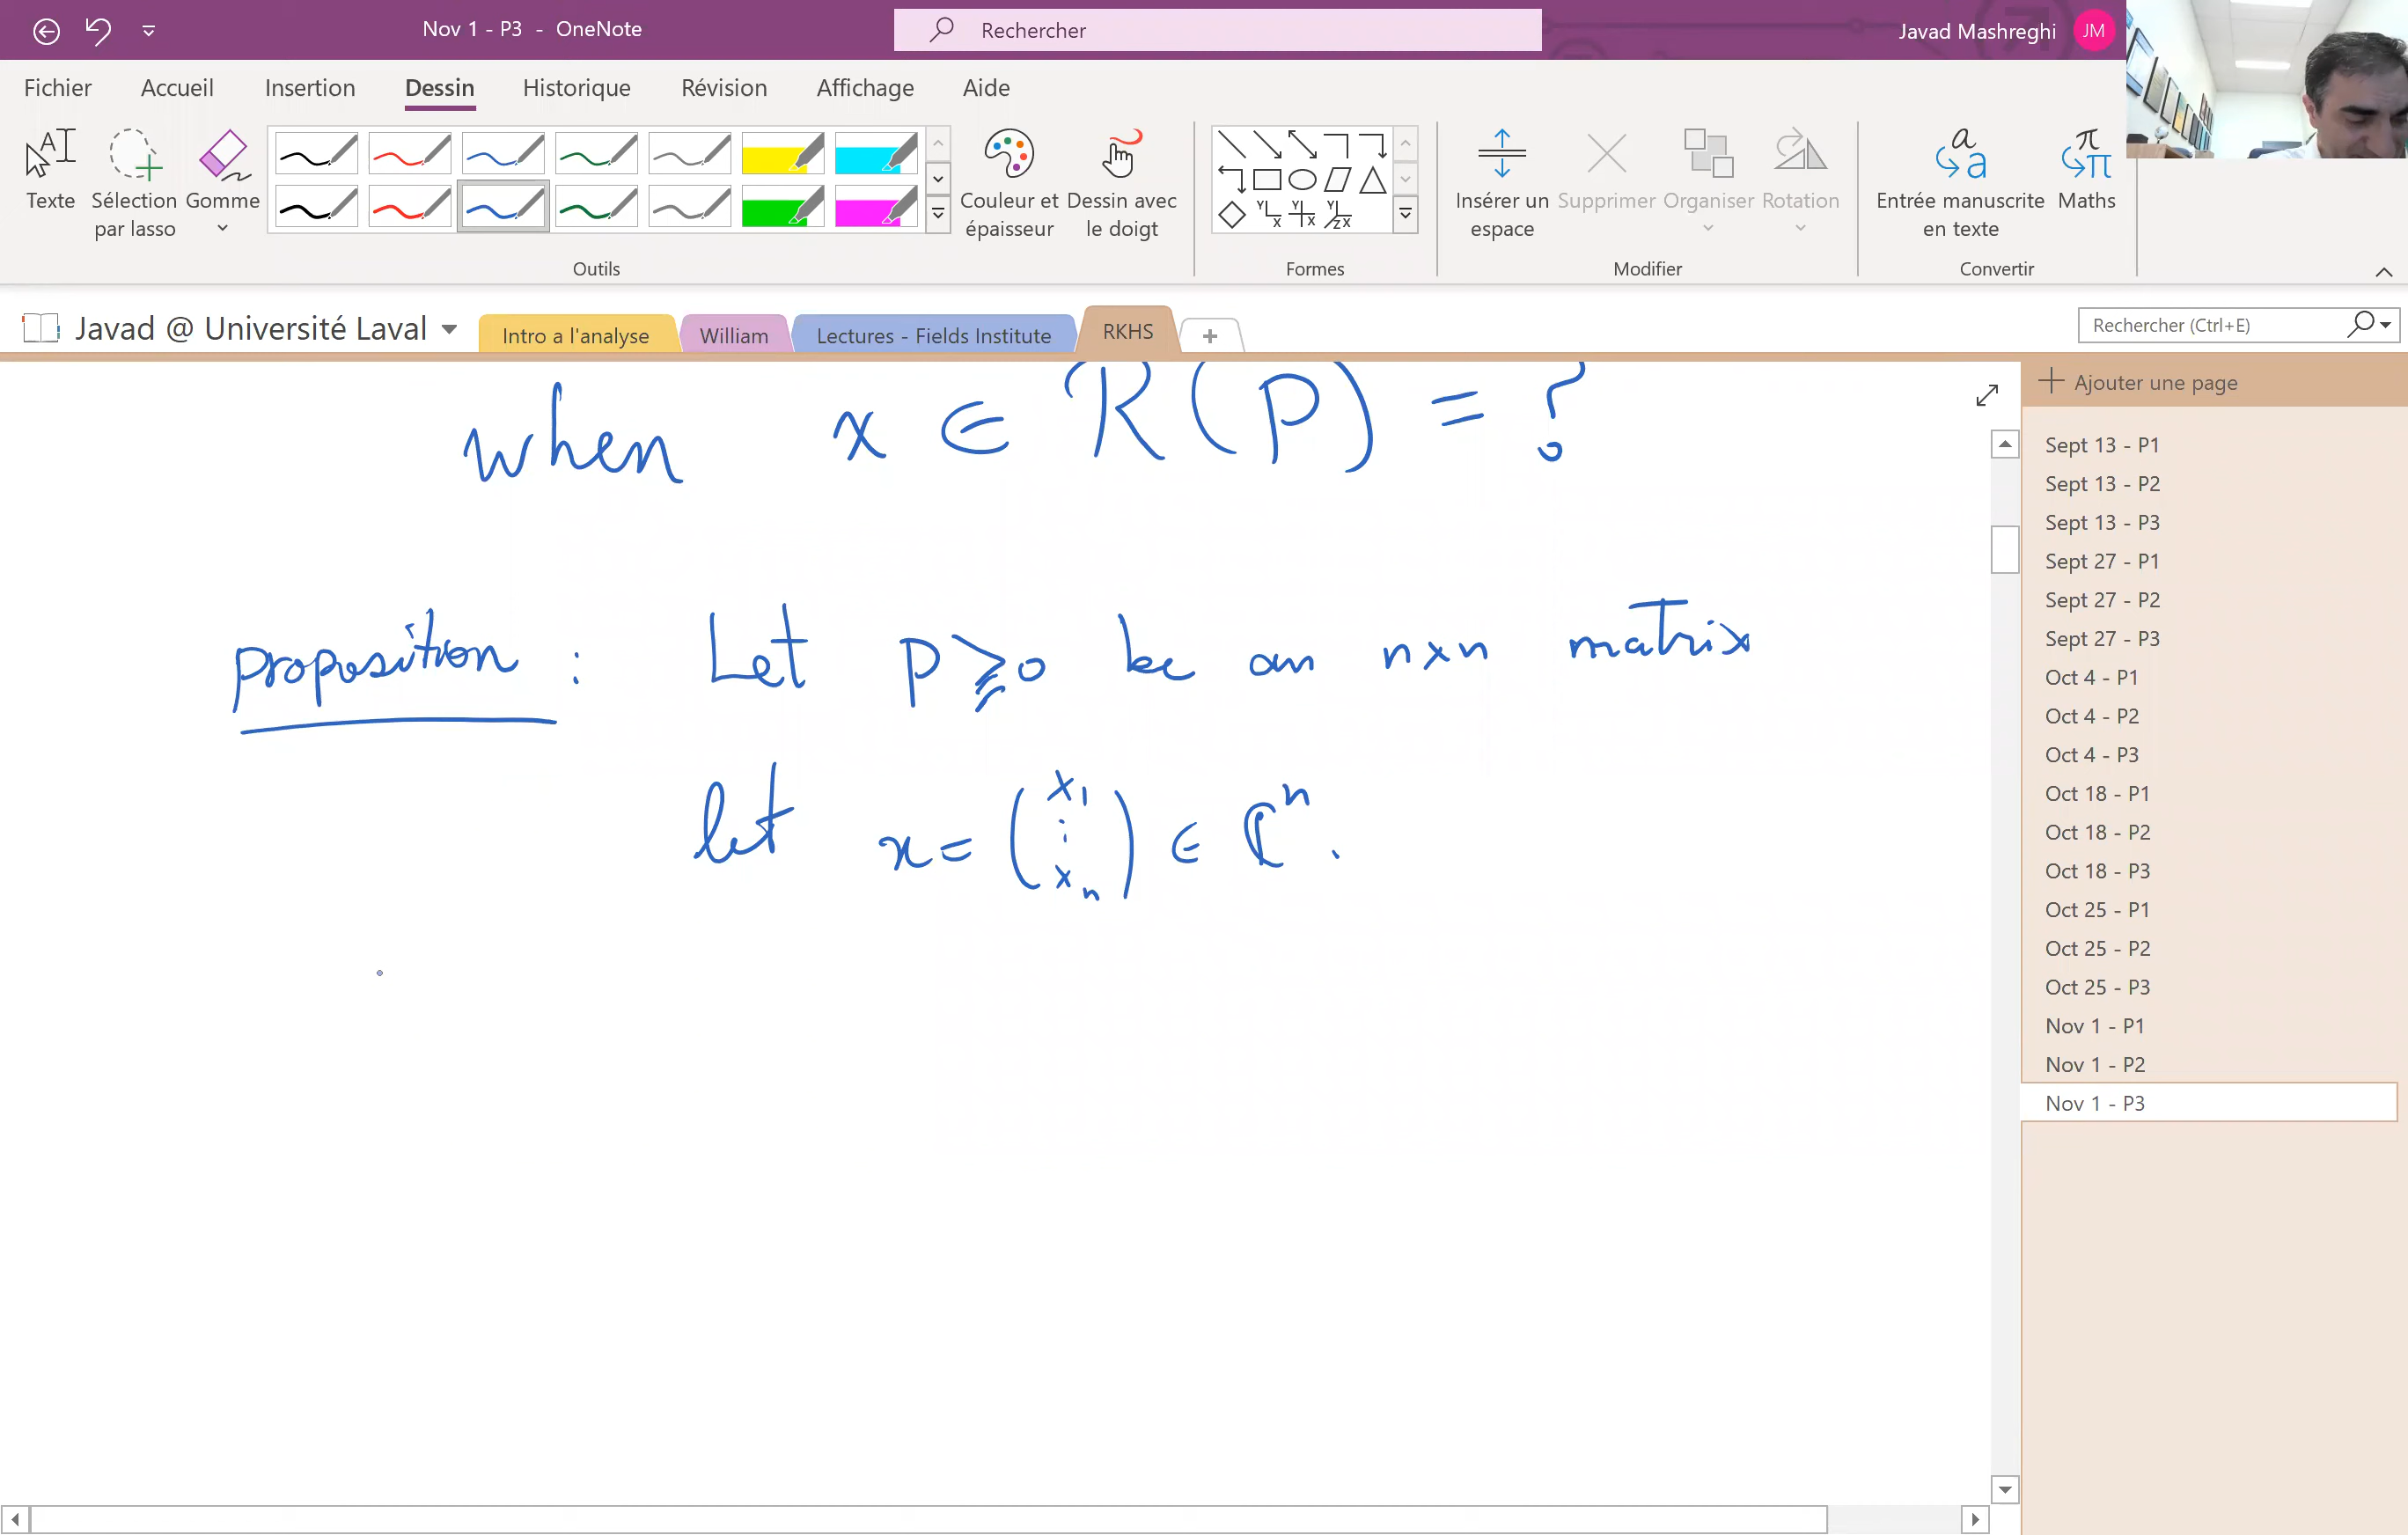 Nov 1 - P3 - OneNote
Rechercher
Javad Mashreghi
JM
Fichier Accueil Insertion Dessin Historique Révision Affichage Aide
Texte
Sélection par lasso
Gomme
Couleur et épaisseur
Dessin avec le doigt
Insérer un espace
Supprimer
Organiser
Rotation
Entrée manuscrite en texte
Maths
Outils
Formes
Modifier
Convertir
Javad @ Université Laval
Intro a l'analyse
William
Lectures - Fields Institute
RKHS
Rechercher (Ctrl+E)
Ajouter une page
Sept 13 - P1
Sept 13 - P2
Sept 13 - P3
Sept 27 - P1
Sept 27 - P2
Sept 27 - P3
Oct 4 - P1
Oct 4 - P2
Oct 4 - P3
Oct 18 - P1
Oct 18 - P2
Oct 18 - P3
Oct 25 - P1
Oct 25 - P2
Oct 25 - P3
Nov 1 - P1
Nov 1 - P2
Nov 1 - P3
when x ∈ R(P) = ?
proposition : Let P ⩾ 0 be an n×n matrix
let x = (x₁ ⋮ xₙ) ∈ ℂⁿ.